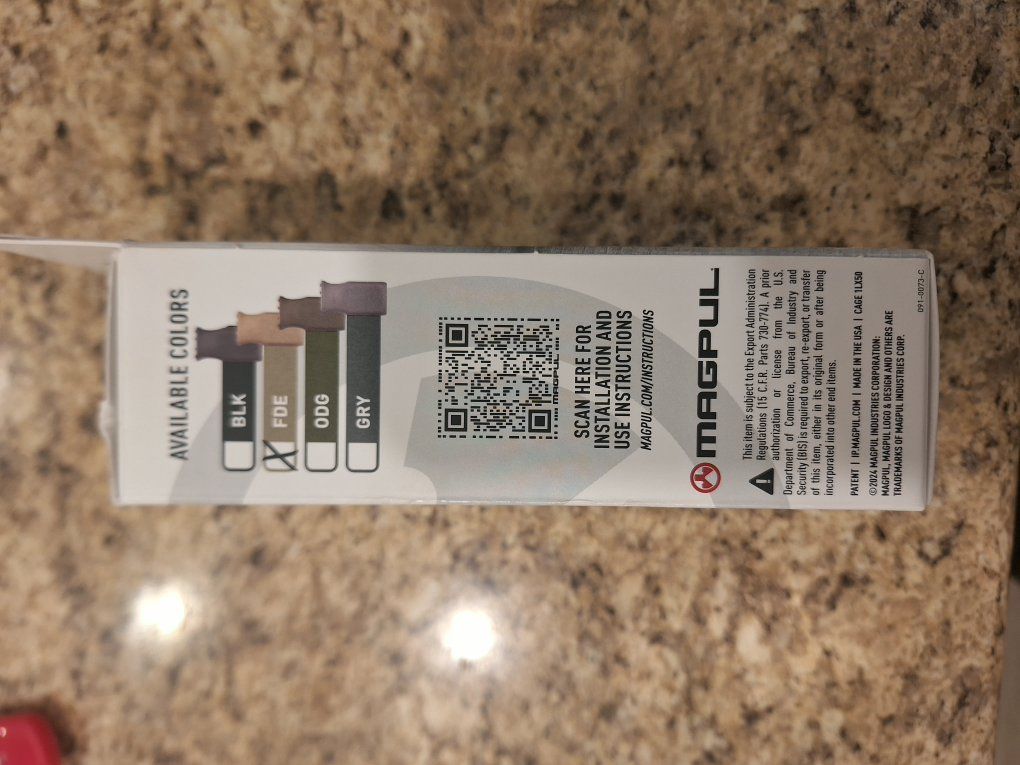 AVAILABLE COLORS
BLK
FDE
ODG
GRY
MAGPUL
SCAN HERE FOR
INSTALLATION AND
USE INSTRUCTIONS
MAGPUL.COM/INSTRUCTIONS
MAGPUL
This item is subject to the Export Administration
Regulations (15 C.F.R. Parts 730-774). A prior
authorization or license from the U.S.
Department of Commerce, Bureau of Industry and
Security (BIS) is required to export, re-export, or transfer
of this item, either in its original form or after being
incorporated into other end items.
PATENT | IP.MAGPUL.COM | MADE IN THE USA | CAGE 1LX50
©2024 MAGPUL INDUSTRIES CORPORATION:
MAGPUL, MAGPUL LOGO & DESIGN AND OTHERS ARE
TRADEMARKS OF MAGPUL INDUSTRIES CORP.
091-0073-C